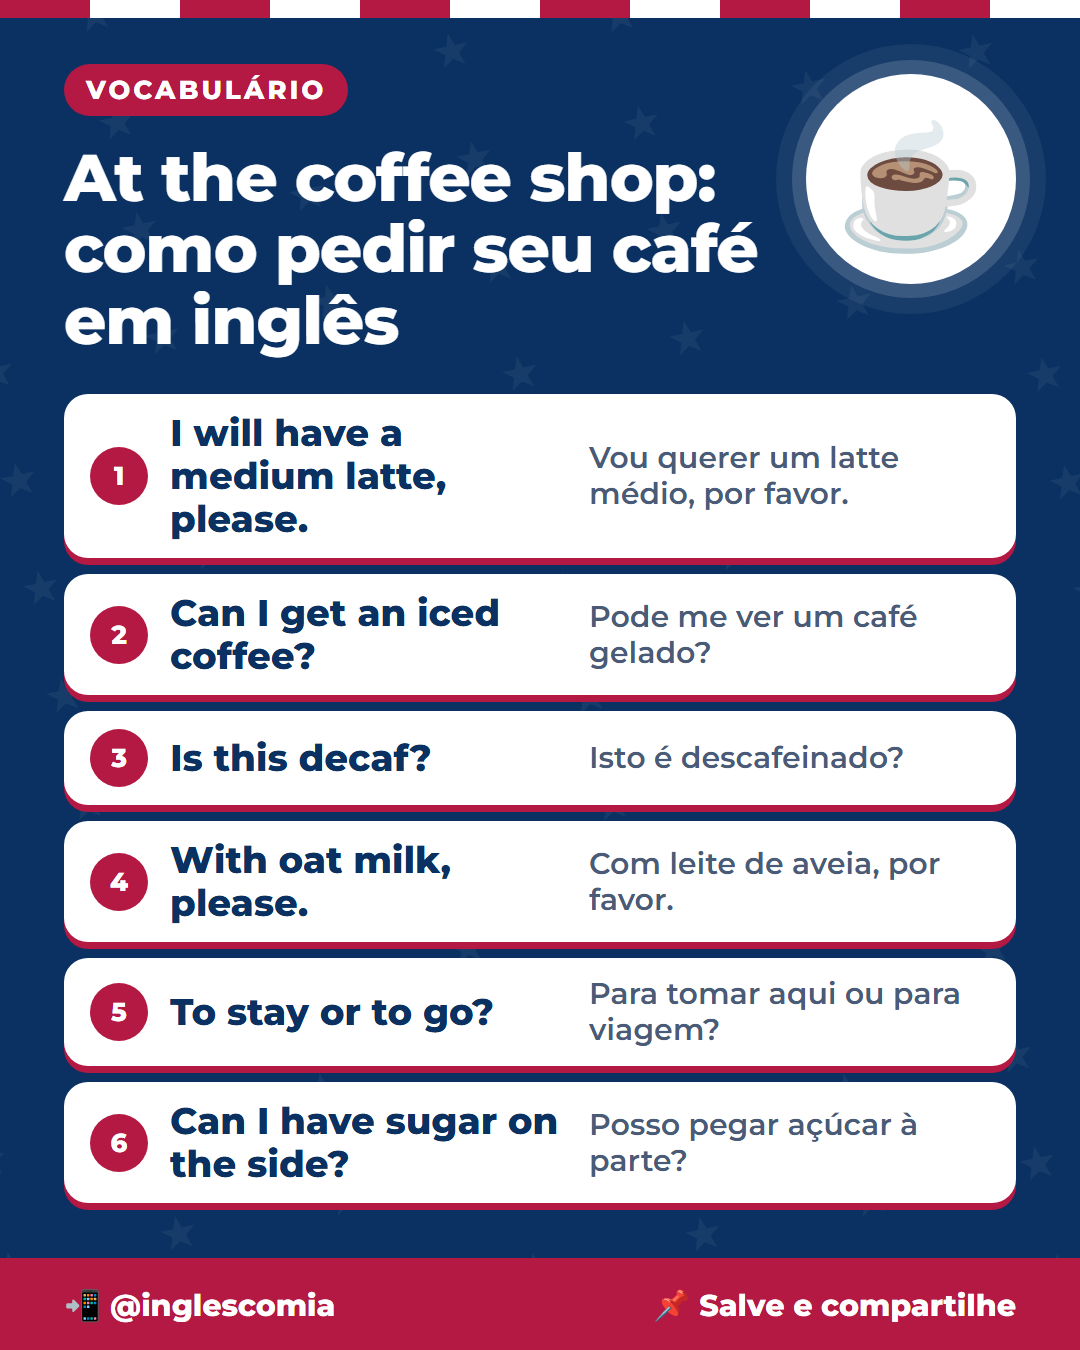 VOCABULÁRIO
At the coffee shop:
como pedir seu café
em inglês
1
I will have a
medium latte,
please.
Vou querer um latte
médio, por favor.
2
Can I get an iced
coffee?
Pode me ver um café
gelado?
3
Is this decaf?
Isto é descafeinado?
4
With oat milk,
please.
Com leite de aveia, por
favor.
5
To stay or to go?
Para tomar aqui ou para
viagem?
6
Can I have sugar on
the side?
Posso pegar açúcar à
parte?
@inglescomia
Salve e compartilhe